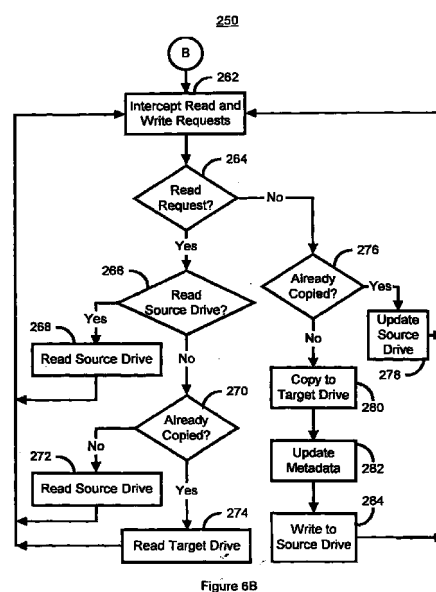 250
B
262
Intercept Read and
Write Requests
264
Read
Request?
No
Yes
276
266
Already
Copied?
Yes
Read
Source Drive?
Yes
268
Update
Source
Drive
278
Read Source Drive
No
No
Copy to
Target Drive
280
270
Already
Copied?
272
No
Update
Metadata
282
Read Source Drive
Yes
284
274
Write to
Source Drive
Read Target Drive
Figure 6B